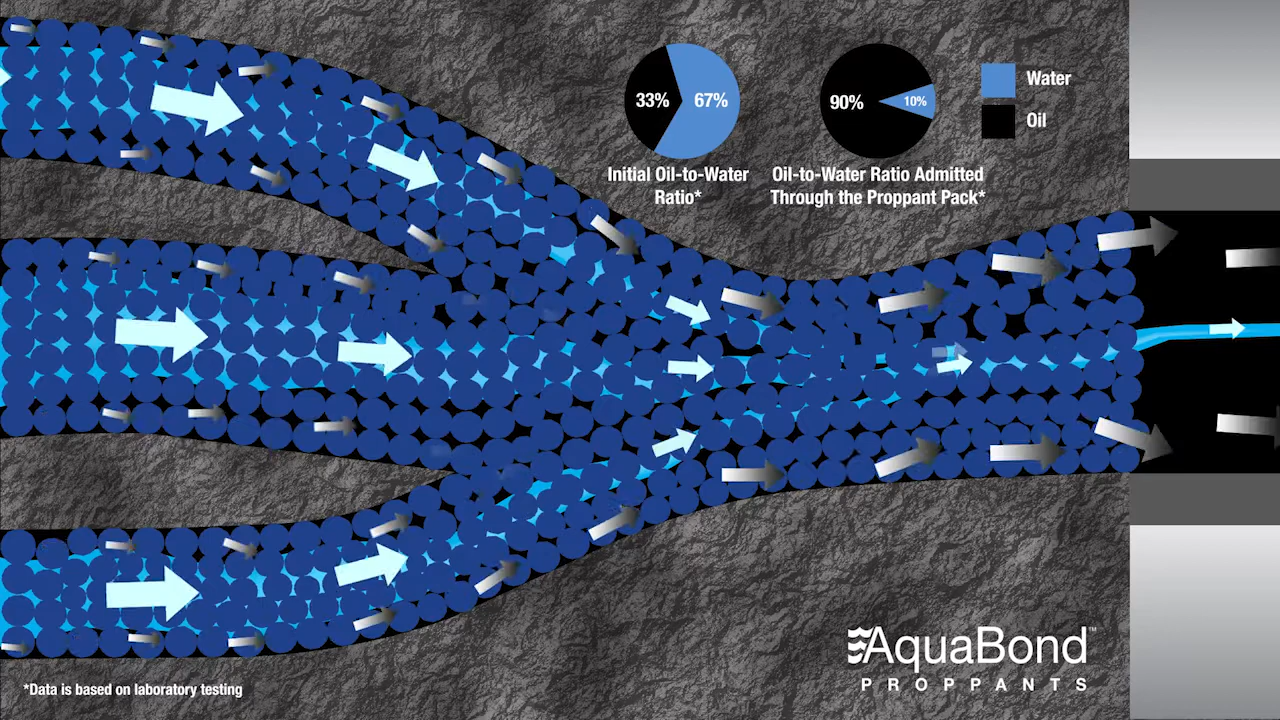 33%
67%
90%
10%
Water
Oil
Initial Oil-to-Water
Ratio*
Oil-to-Water Ratio Admitted
Through the Proppant Pack*
AquaBond™
PROPPANTS
*Data is based on laboratory testing